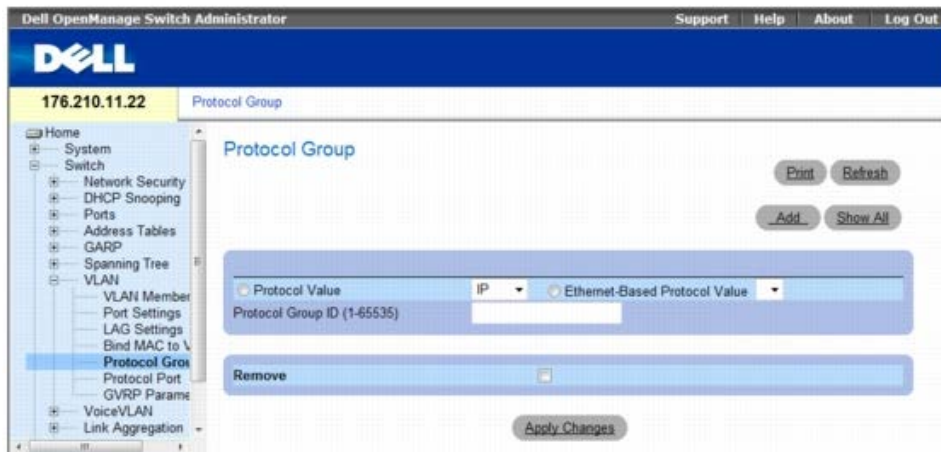 Dell OpenManage Switch Administrator
Support Help About Log Out
DELL
176.210.11.22
Protocol Group
Home
System
Switch
Network Security
DHCP Snooping
Ports
Address Tables
GARP
Spanning Tree
VLAN
VLAN Member
Port Settings
LAG Settings
Bind MAC to V
Protocol Grou
Protocol Port
GVRP Parame
VoiceVLAN
Link Aggregation
Protocol Group
Print Refresh
Add Show All
Protocol Value IP Ethernet-Based Protocol Value
Protocol Group ID (1-65535)
Remove
Apply Changes